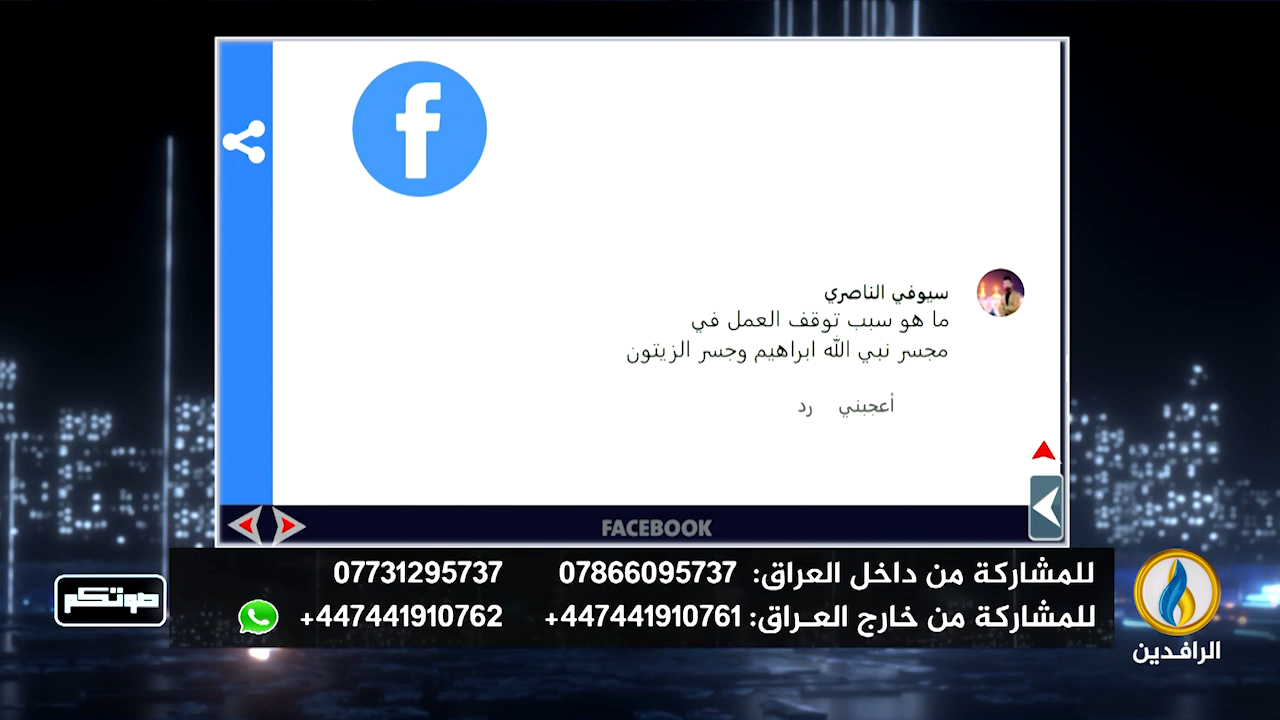 سيوفي الناصري
ما هو سبب توقف العمل في
مجسر نبي الله ابراهيم وجسر الزيتون
أعجبني رد
FACEBOOK
للمشاركة من داخل العراق: 07866095737 07731295737
للمشاركة من خارج العـراق: 447441910761+ 447441910762+
صوتكم
الرافدين